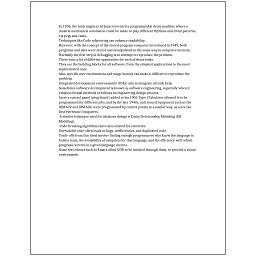 In 1206, the Arab engineer Al-Jazari invented a programmable drum machine where a
musical mechanical automaton could be made to play different rhythms and drum patterns,
via pegs and cams.
Techniques like Code refactoring can enhance readability.
However, with the concept of the stored-program computer introduced in 1949, both
programs and data were stored and manipulated in the same way in computer memory.
Normally the first step in debugging is to attempt to reproduce the problem.
There exist a lot of different approaches for each of those tasks.
They are the building blocks for all software, from the simplest applications to the most
sophisticated ones.
Also, specific user environment and usage history can make it difficult to reproduce the
problem.
Integrated development environments (IDEs) aim to integrate all such help.
Sometimes software development is known as software engineering, especially when it
employs formal methods or follows an engineering design process.
Later a control panel (plug board) added to his 1906 Type I Tabulator allowed it to be
programmed for different jobs, and by the late 1940s, unit record equipment such as the
IBM 602 and IBM 604, were programmed by control panels in a similar way, as were the
first electronic computers.
A similar technique used for database design is Entity-Relationship Modeling (ER
Modeling).
Code-breaking algorithms have also existed for centuries.
Unreadable code often leads to bugs, inefficiencies, and duplicated code.
Trade-offs from this ideal involve finding enough programmers who know the language to
build a team, the availability of compilers for that language, and the efficiency with which
programs written in a given language execute.
Some text editors such as Emacs allow GDB to be invoked through them, to provide a visual
environment.